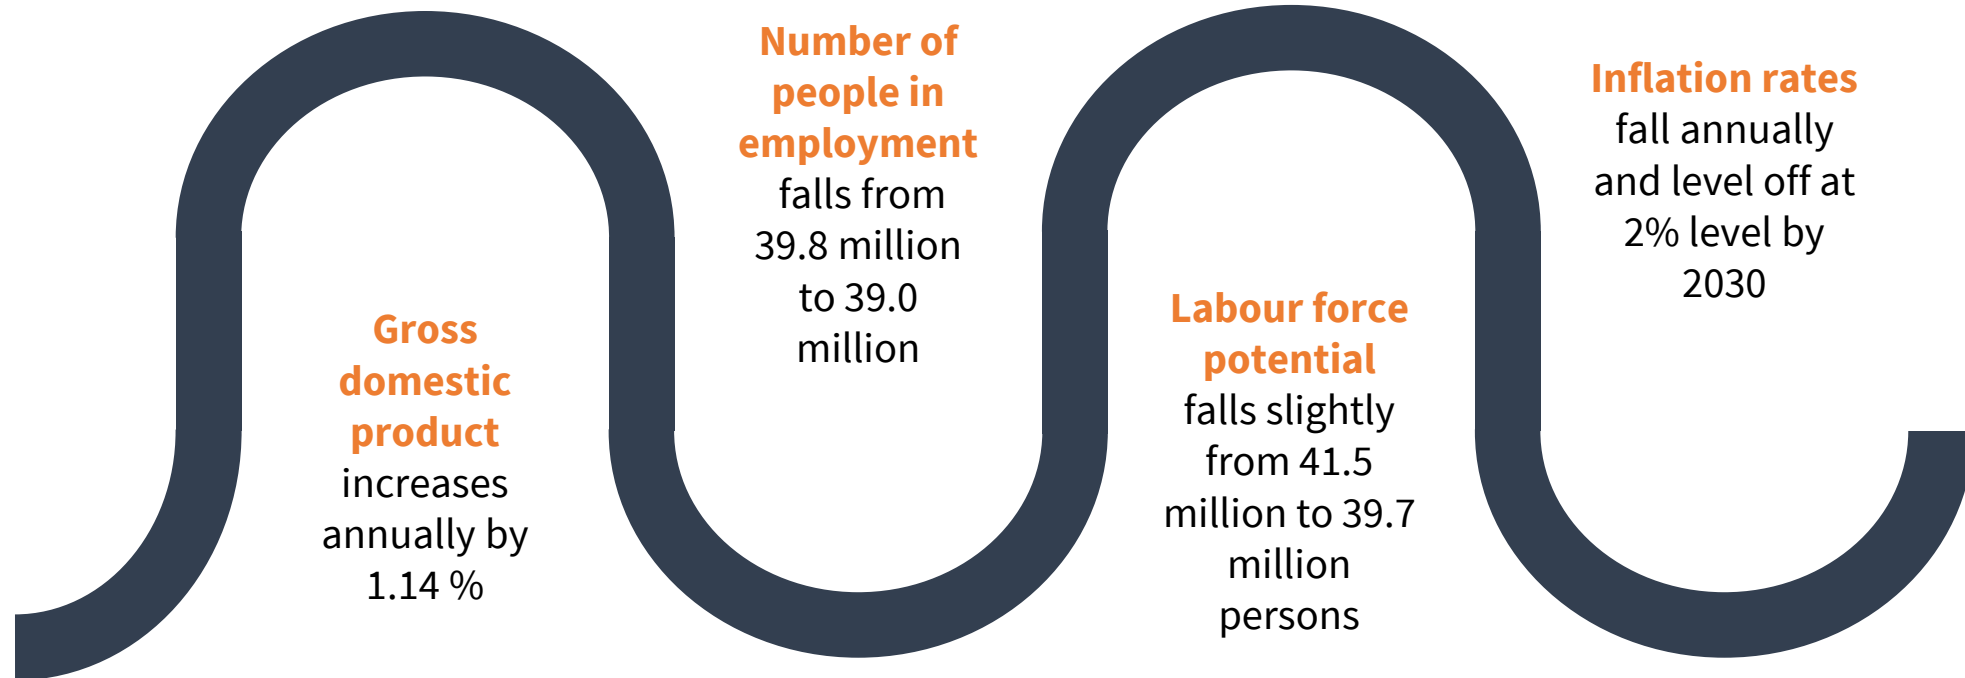 Gross
domestic
product
increases
annually by
1.14 %
Number of
people in
employment
falls from
39.8 million
to 39.0
million
Labour force
potential
falls slightly
from 41.5
million to 39.7
million
persons
Inflation rates
fall annually
and level off at
2% level by
2030